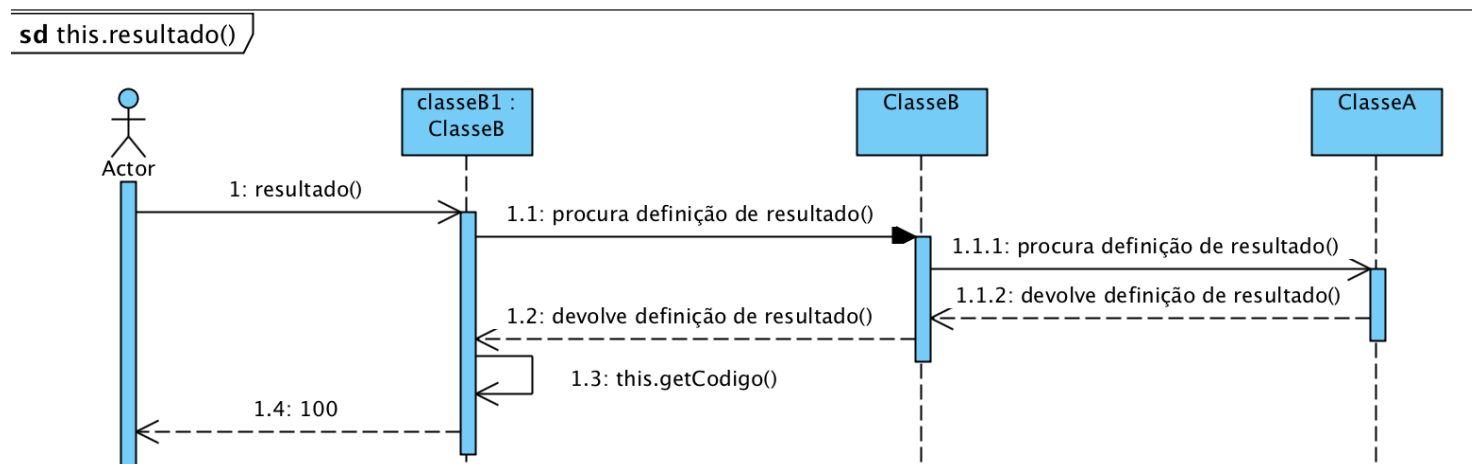 sd this.resultado()
classeB1 :
ClasseB
ClasseB
ClasseA
Actor
1: resultado()
1.1: procura definição de resultado()
1.1.1: procura definição de resultado()
1.1.2: devolve definição de resultado()
1.2: devolve definição de resultado()
1.3: this.getCodigo()
1.4: 100